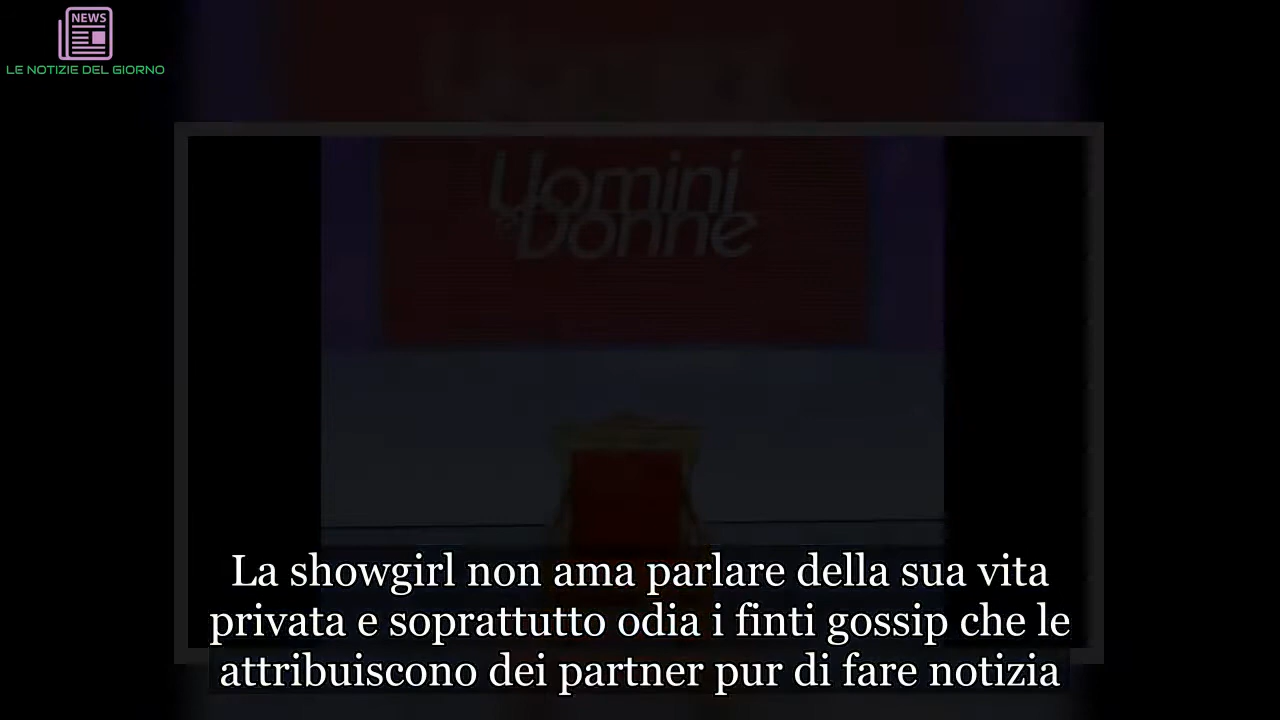 NEWS
LE NOTIZIE DEL GIORNO
Uomini
e Donne
La showgirl non ama parlare della sua vita
privata e soprattutto odia i finti gossip che le
attribuiscono dei partner pur di fare notizia